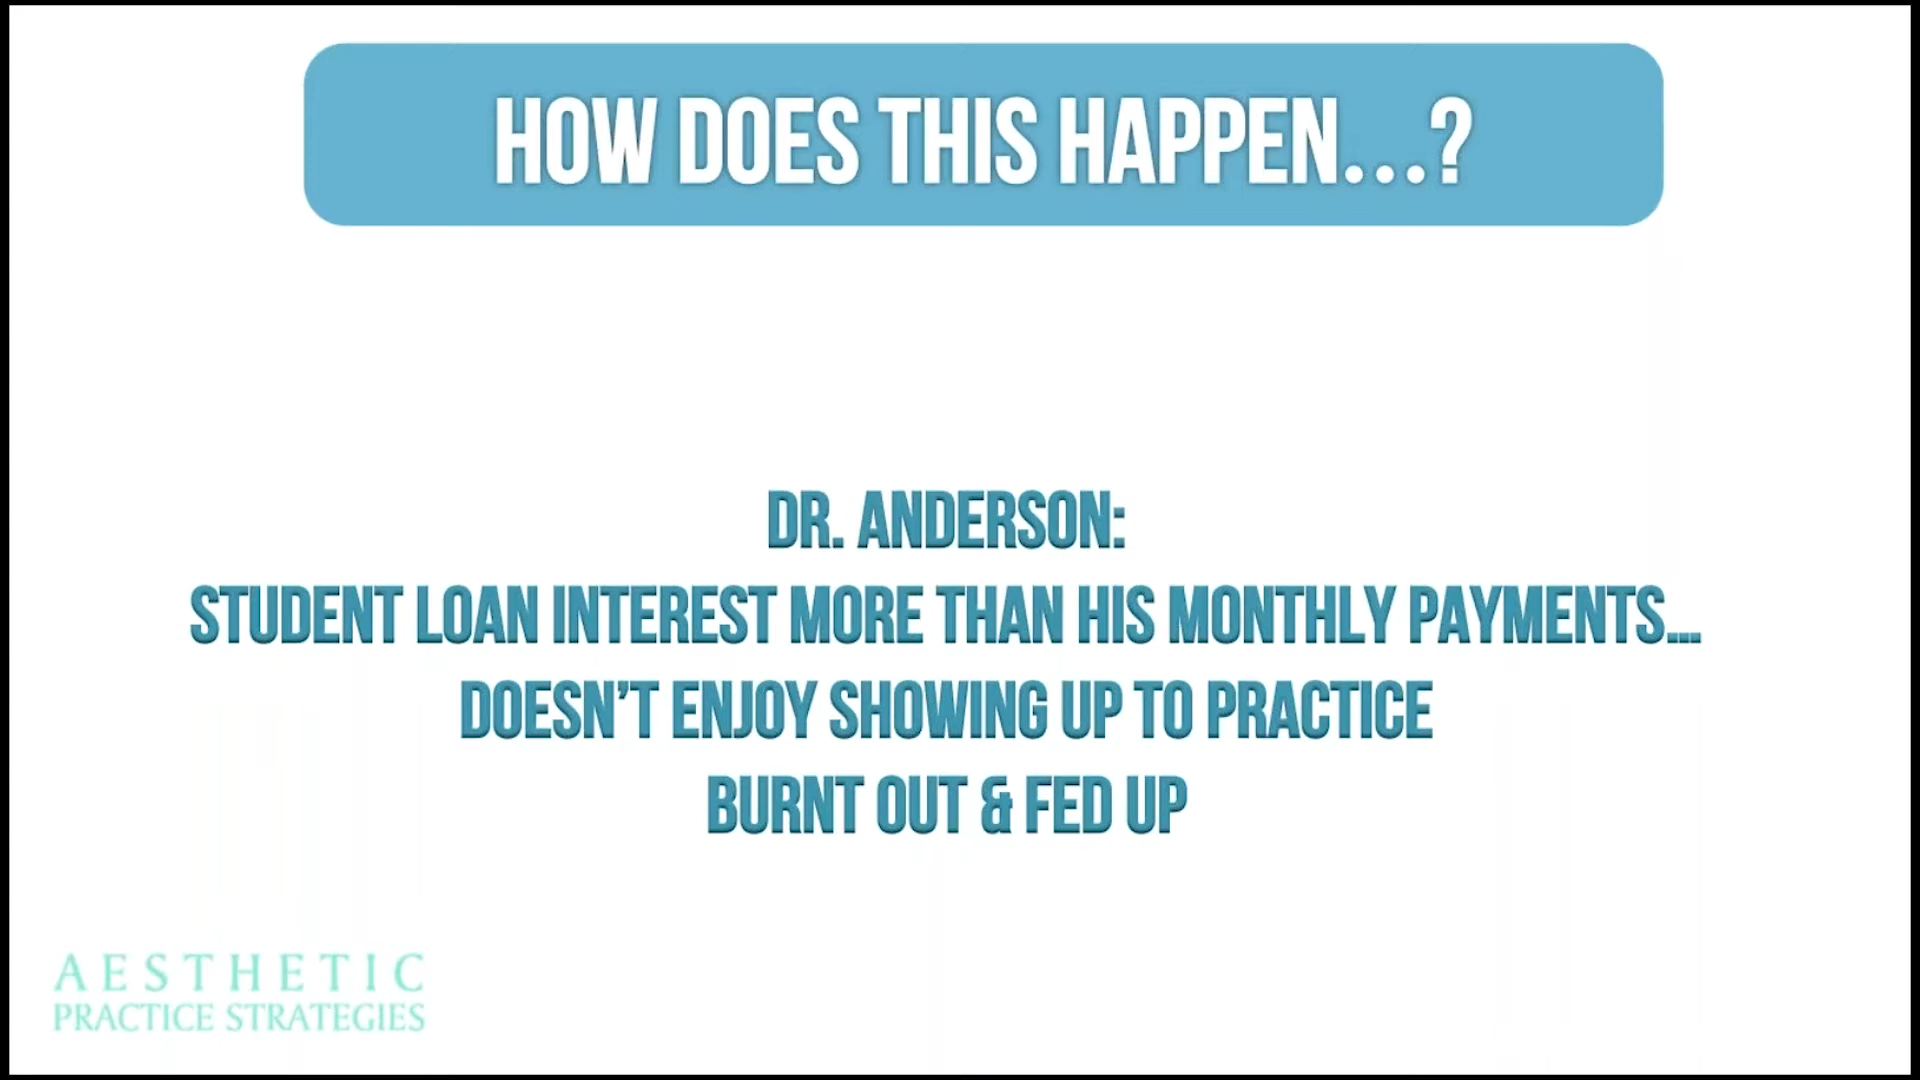 HOW DOES THIS HAPPEN...?
DR. ANDERSON:
STUDENT LOAN INTEREST MORE THAN HIS MONTHLY PAYMENTS...
DOESN’T ENJOY SHOWING UP TO PRACTICE
BURNT OUT & FED UP
AESTHETIC
PRACTICE STRATEGIES